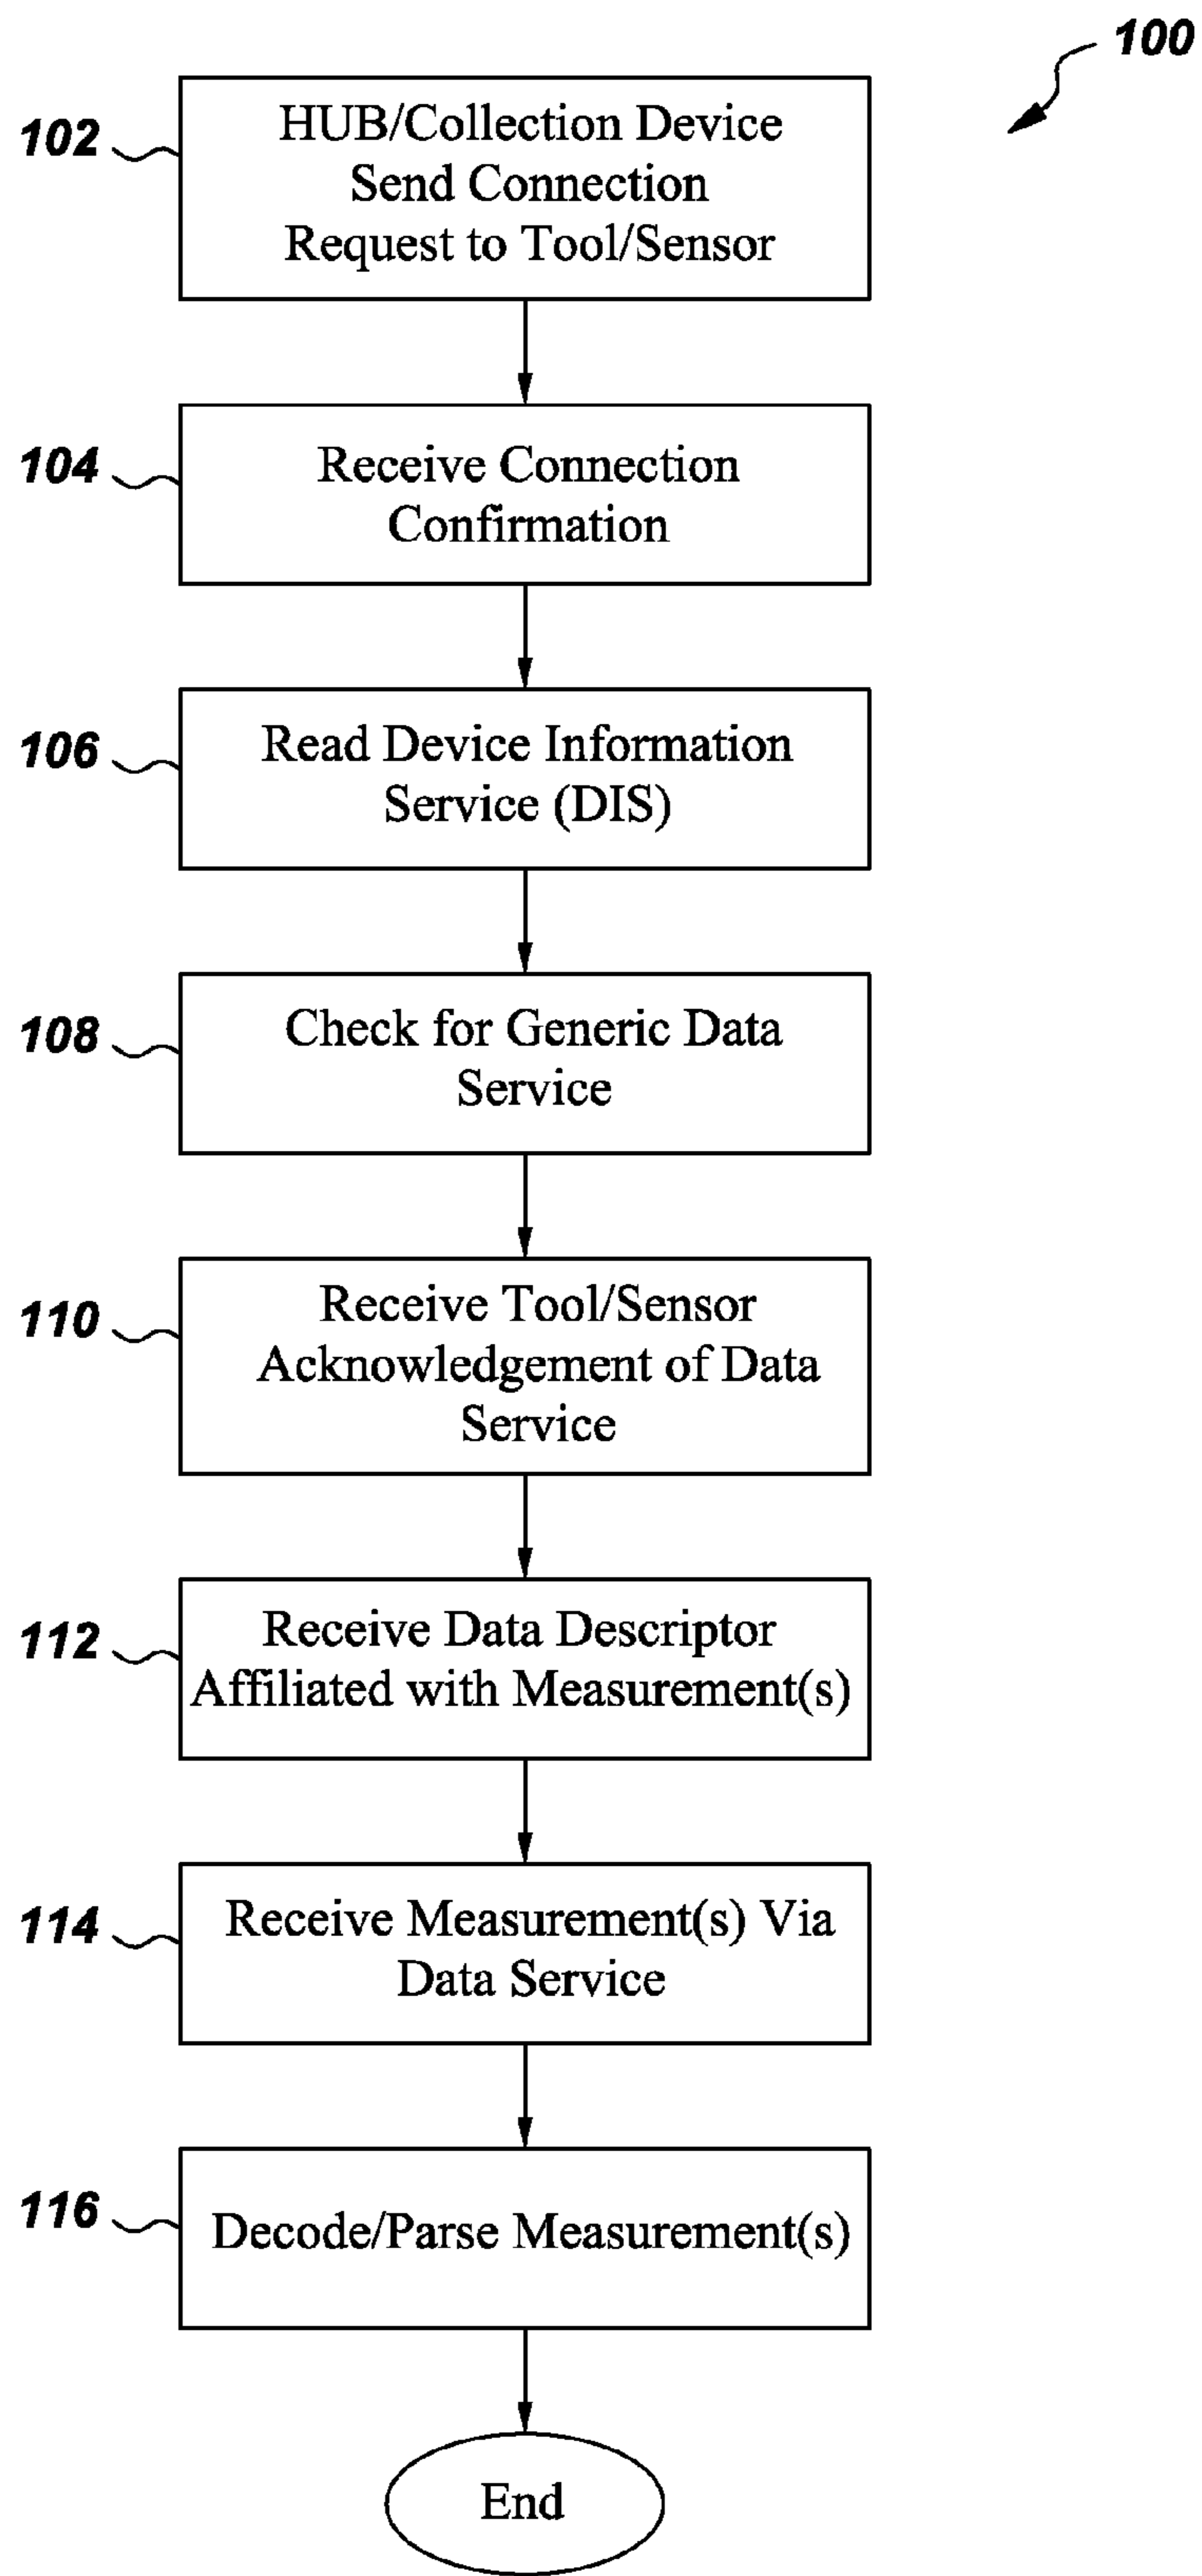 100
102
HUB/Collection Device
Send Connection
Request to Tool/Sensor
104
Receive Connection
Confirmation
106
Read Device Information
Service (DIS)
108
Check for Generic Data
Service
110
Receive Tool/Sensor
Acknowledgement of Data
Service
112
Receive Data Descriptor
Affiliated with Measurement(s)
114
Receive Measurement(s) Via
Data Service
116
Decode/Parse Measurement(s)
End